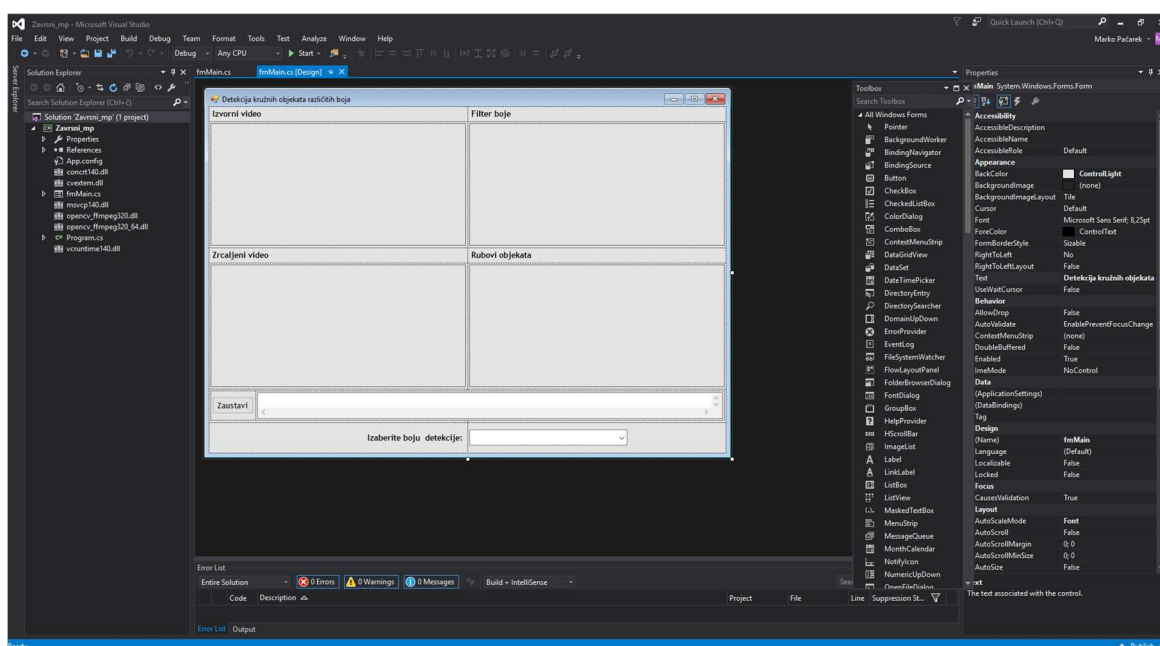 Zavrsni_mp - Microsoft Visual Studio
Quick Launch (Ctrl+Q)
File Edit View Project Build Debug Team Format Tools Test Analyze Window Help
Marko Pačarek
Debug Any CPU Start
Server Explorer
Solution Explorer
Search Solution Explorer (Ctrl+č)
Solution 'Zavrsni_mp' (1 project)
Zavrsni_mp
Properties
References
App.config
concrt140.dll
cvextern.dll
fmMain.cs
msvcp140.dll
opencv_ffmpeg320.dll
opencv_ffmpeg320_64.dll
Program.cs
vcruntime140.dll
fmMain.cs fmMain.cs [Design]
Detekcija kružnih objekata različitih boja
Izvorni video Filter boje
Zrcaljeni video Rubovi objekata
Zaustavi
Izaberite boju detekcije:
Error List
Entire Solution 0 Errors 0 Warnings 0 Messages Build + IntelliSense
Code Description Project File Line Suppression St...
Error List Output
Toolbox
Search Toolbox
All Windows Forms
Pointer
BackgroundWorker
BindingNavigator
BindingSource
Button
CheckBox
CheckedListBox
ColorDialog
ComboBox
ContextMenuStrip
DataGridView
DataSet
DateTimePicker
DirectoryEntry
DirectorySearcher
DomainUpDown
ErrorProvider
EventLog
FileSystemWatcher
FlowLayoutPanel
FolderBrowserDialog
FontDialog
GroupBox
HelpProvider
HScrollBar
ImageList
Label
LinkLabel
ListBox
ListView
MaskedTextBox
MenuStrip
MessageQueue
MonthCalendar
NotifyIcon
NumericUpDown
OpenFileDialog
Properties
System.Windows.Forms.Form
Accessibility
AccessibleDescription
AccessibleName
AccessibleRole Default
Appearance
BackColor ControlLight
BackgroundImage (none)
BackgroundImageLayout Tile
Cursor Default
Font Microsoft Sans Serif; 8,25pt
ForeColor ControlText
FormBorderStyle Sizable
RightToLeft No
RightToLeftLayout False
Text Detekcija kružnih objekata
UseWaitCursor False
Behavior
AllowDrop False
AutoValidate EnablePreventFocusChange
ContextMenuStrip (none)
DoubleBuffered False
Enabled True
ImeMode NoControl
Data
(ApplicationSettings)
(DataBindings)
Tag
Design
(Name) fmMain
Language (Default)
Localizable False
Locked False
Focus
CausesValidation True
Layout
AutoScaleMode Font
AutoScroll False
AutoScrollMargin 0; 0
AutoScrollMinSize 0; 0
AutoSize False
The text associated with the control.